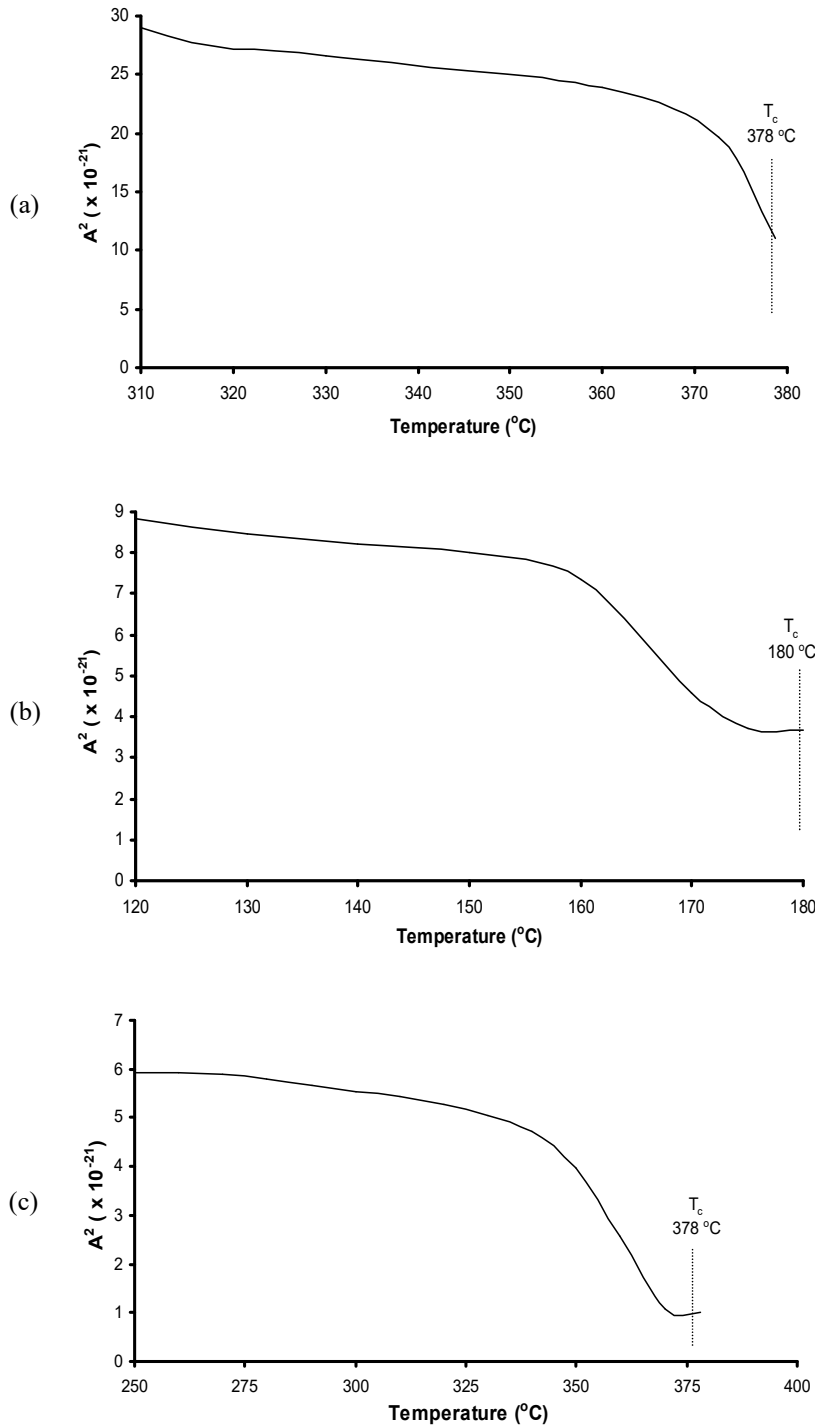 (a)
A² ( x 10⁻²¹)
30
25
20
15
10
5
0
T꜀
378 °C
310 320 330 340 350 360 370 380
Temperature (°C)
(b)
A² ( x 10⁻²¹)
9
8
7
6
5
4
3
2
1
0
T꜀
180 °C
120 130 140 150 160 170 180
Temperature (°C)
(c)
A² ( x 10⁻²¹)
7
6
5
4
3
2
1
0
T꜀
378 °C
250 275 300 325 350 375 400
Temperature (°C)